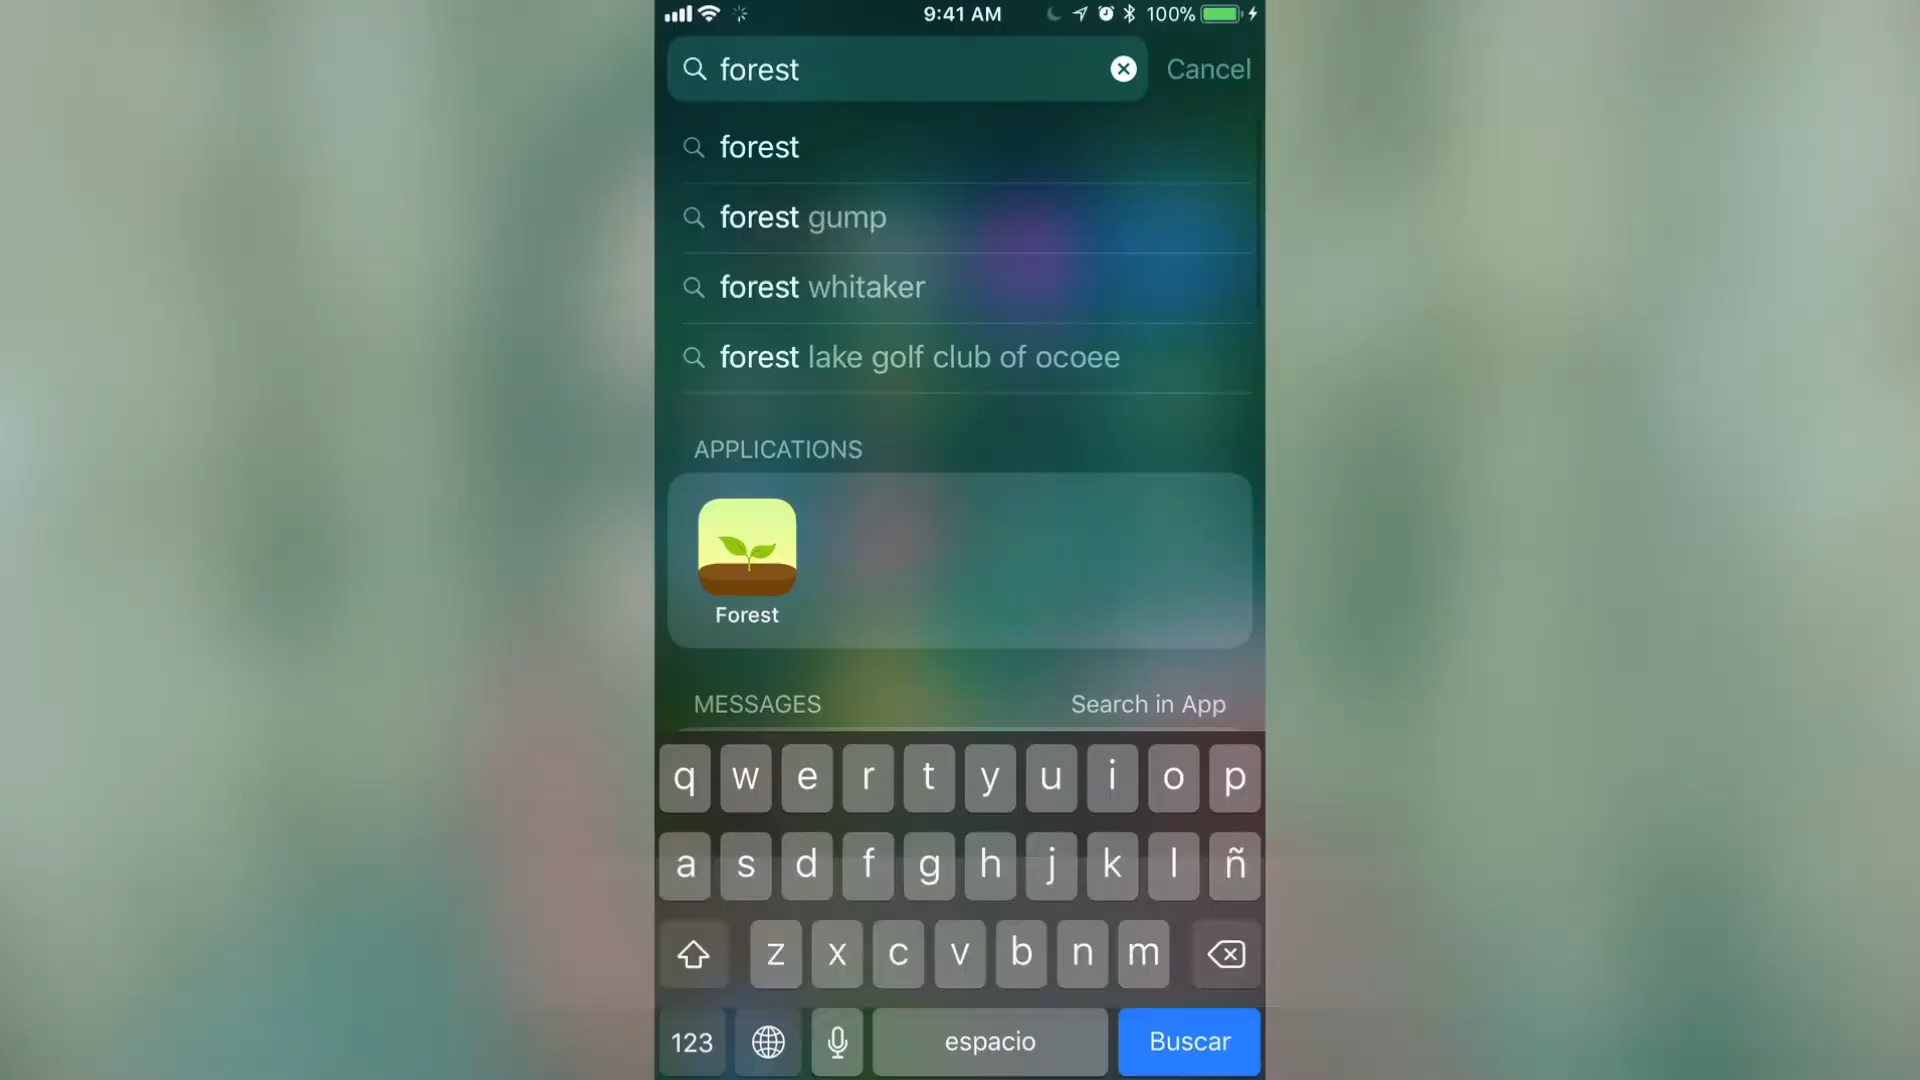 9:41 AM 100%
forest Cancel
forest
forest gump
forest whitaker
forest lake golf club of ocoee
APPLICATIONS
Forest
MESSAGES Search in App
q w e r t y u i o p
a s d f g h j k l ñ
z x c v b n m
123 espacio Buscar